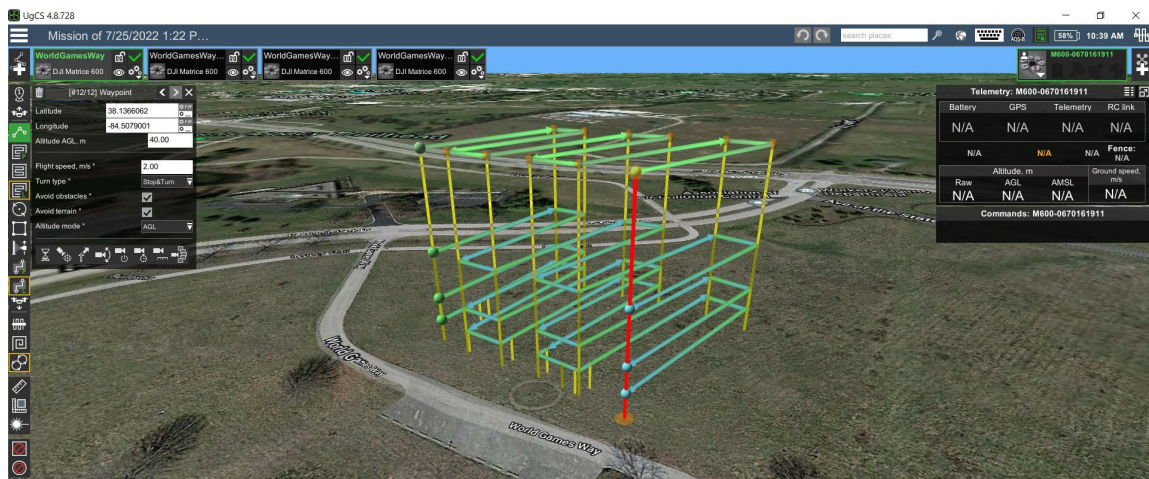 UgCS 4.8.728
Mission of 7/25/2022 1:22 P...
search places
58%
10:39 AM
WorldGamesWay
DJI Matrice 600
WorldGamesWay...
DJI Matrice 600
WorldGamesWay...
DJI Matrice 600
WorldGamesWay...
DJI Matrice 600
M600-0670161911
[#12/12] Waypoint
Latitude 38.1366062
Longitude -84.5079001
Altitude AGL, m 40.00
Flight speed, m/s * 2.00
Turn type * Stop&Turn
Avoid obstacles *
Avoid terrain *
Altitude mode * AGL
Telemetry: M600-0670161911
Battery GPS Telemetry RC link
N/A N/A N/A N/A
N/A N/A N/A Fence: N/A
Altitude, m Ground speed, m/s
Raw AGL AMSL
N/A N/A N/A N/A
Commands: M600-0670161911
World Games Way
World Games Way